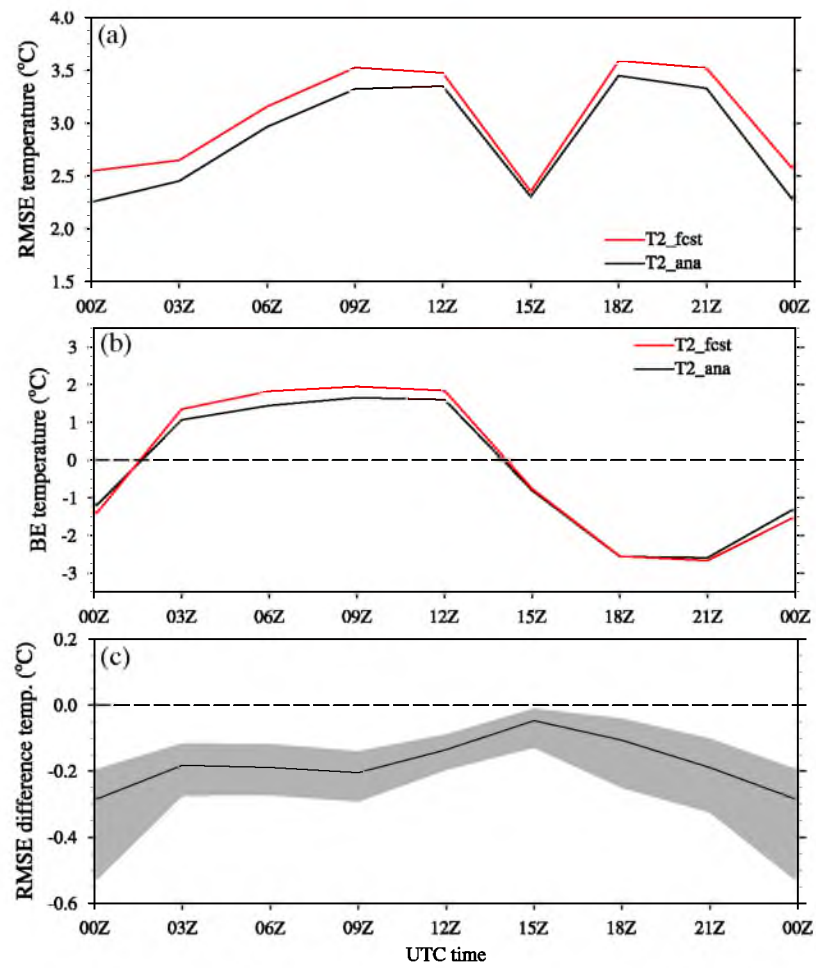 (a)
RMSE temperature (°C)
4.0
3.5
3.0
2.5
2.0
1.5
T2_fcst
T2_ana
00Z 03Z 06Z 09Z 12Z 15Z 18Z 21Z 00Z
(b)
BE temperature (°C)
3
2
1
0
-1
-2
-3
T2_fcst
T2_ana
00Z 03Z 06Z 09Z 12Z 15Z 18Z 21Z 00Z
(c)
RMSE difference temp. (°C)
0.2
0.0
-0.2
-0.4
-0.6
00Z 03Z 06Z 09Z 12Z 15Z 18Z 21Z 00Z
UTC time